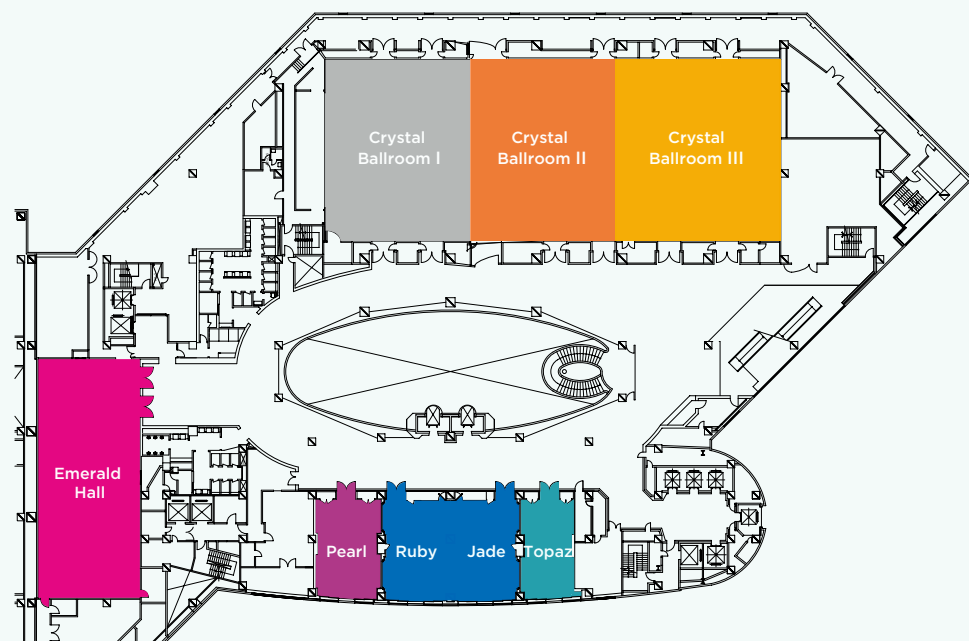 Crystal
Ballroom I
Crystal
Ballroom II
Crystal
Ballroom III
Emerald
Hall
Pearl
Ruby
Jade
Topaz